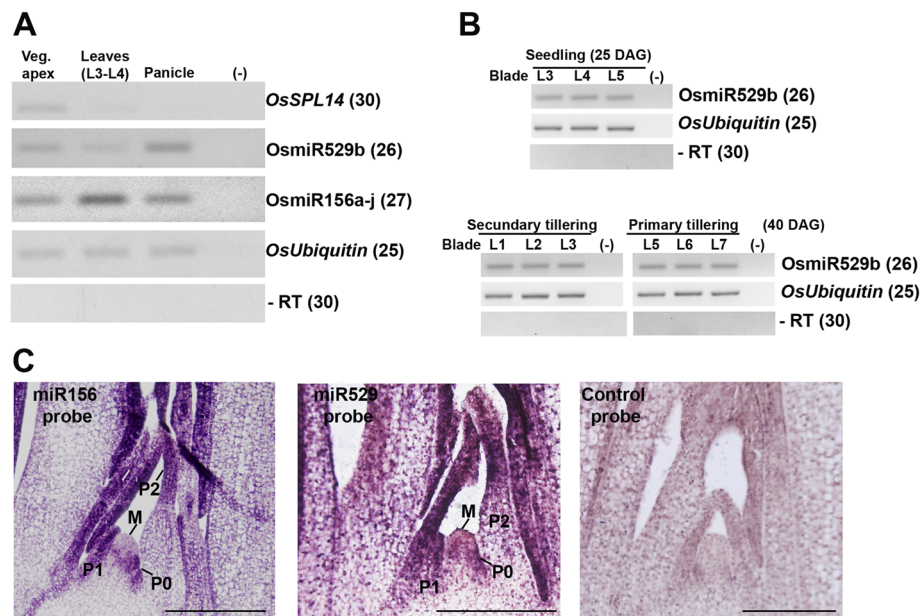 A
Veg. apex
Leaves (L3-L4)
Panicle
(-)
OsSPL14 (30)
OsmiR529b (26)
OsmiR156a-j (27)
OsUbiquitin (25)
- RT (30)
B
Seedling (25 DAG)
Blade L3 L4 L5 (-)
OsmiR529b (26)
OsUbiquitin (25)
- RT (30)
Secundary tillering
Primary tillering
(40 DAG)
Blade L1 L2 L3 (-) L5 L6 L7 (-)
OsmiR529b (26)
OsUbiquitin (25)
- RT (30)
C
miR156 probe
P2
M
P1
P0
miR529 probe
M
P2
P1
P0
Control probe